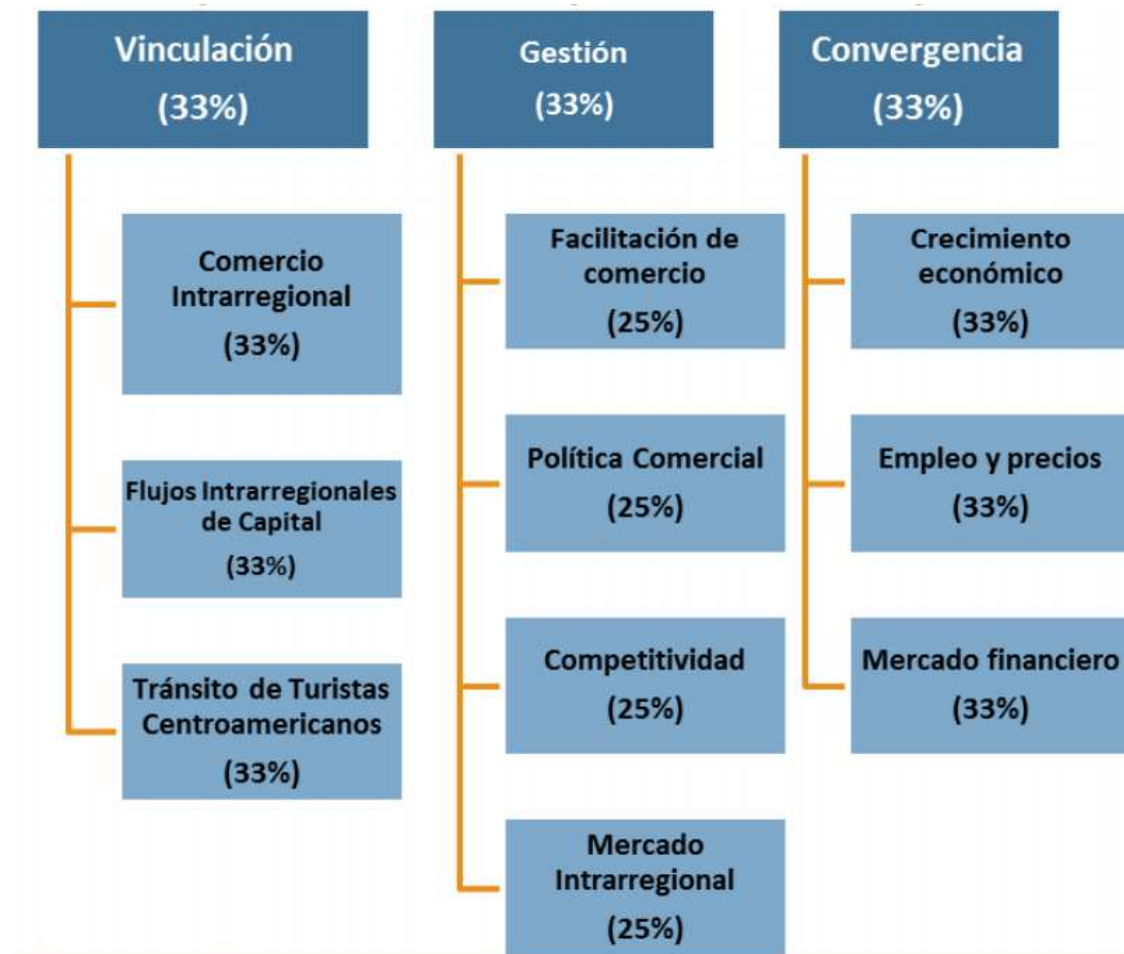 Vinculación
(33%)
Comercio
Intrarregional
(33%)
Flujos Intrarregionales
de Capital
(33%)
Tránsito de Turistas
Centroamericanos
(33%)
Gestión
(33%)
Facilitación de
comercio
(25%)
Política Comercial
(25%)
Competitividad
(25%)
Mercado
Intrarregional
(25%)
Convergencia
(33%)
Crecimiento
económico
(33%)
Empleo y precios
(33%)
Mercado financiero
(33%)